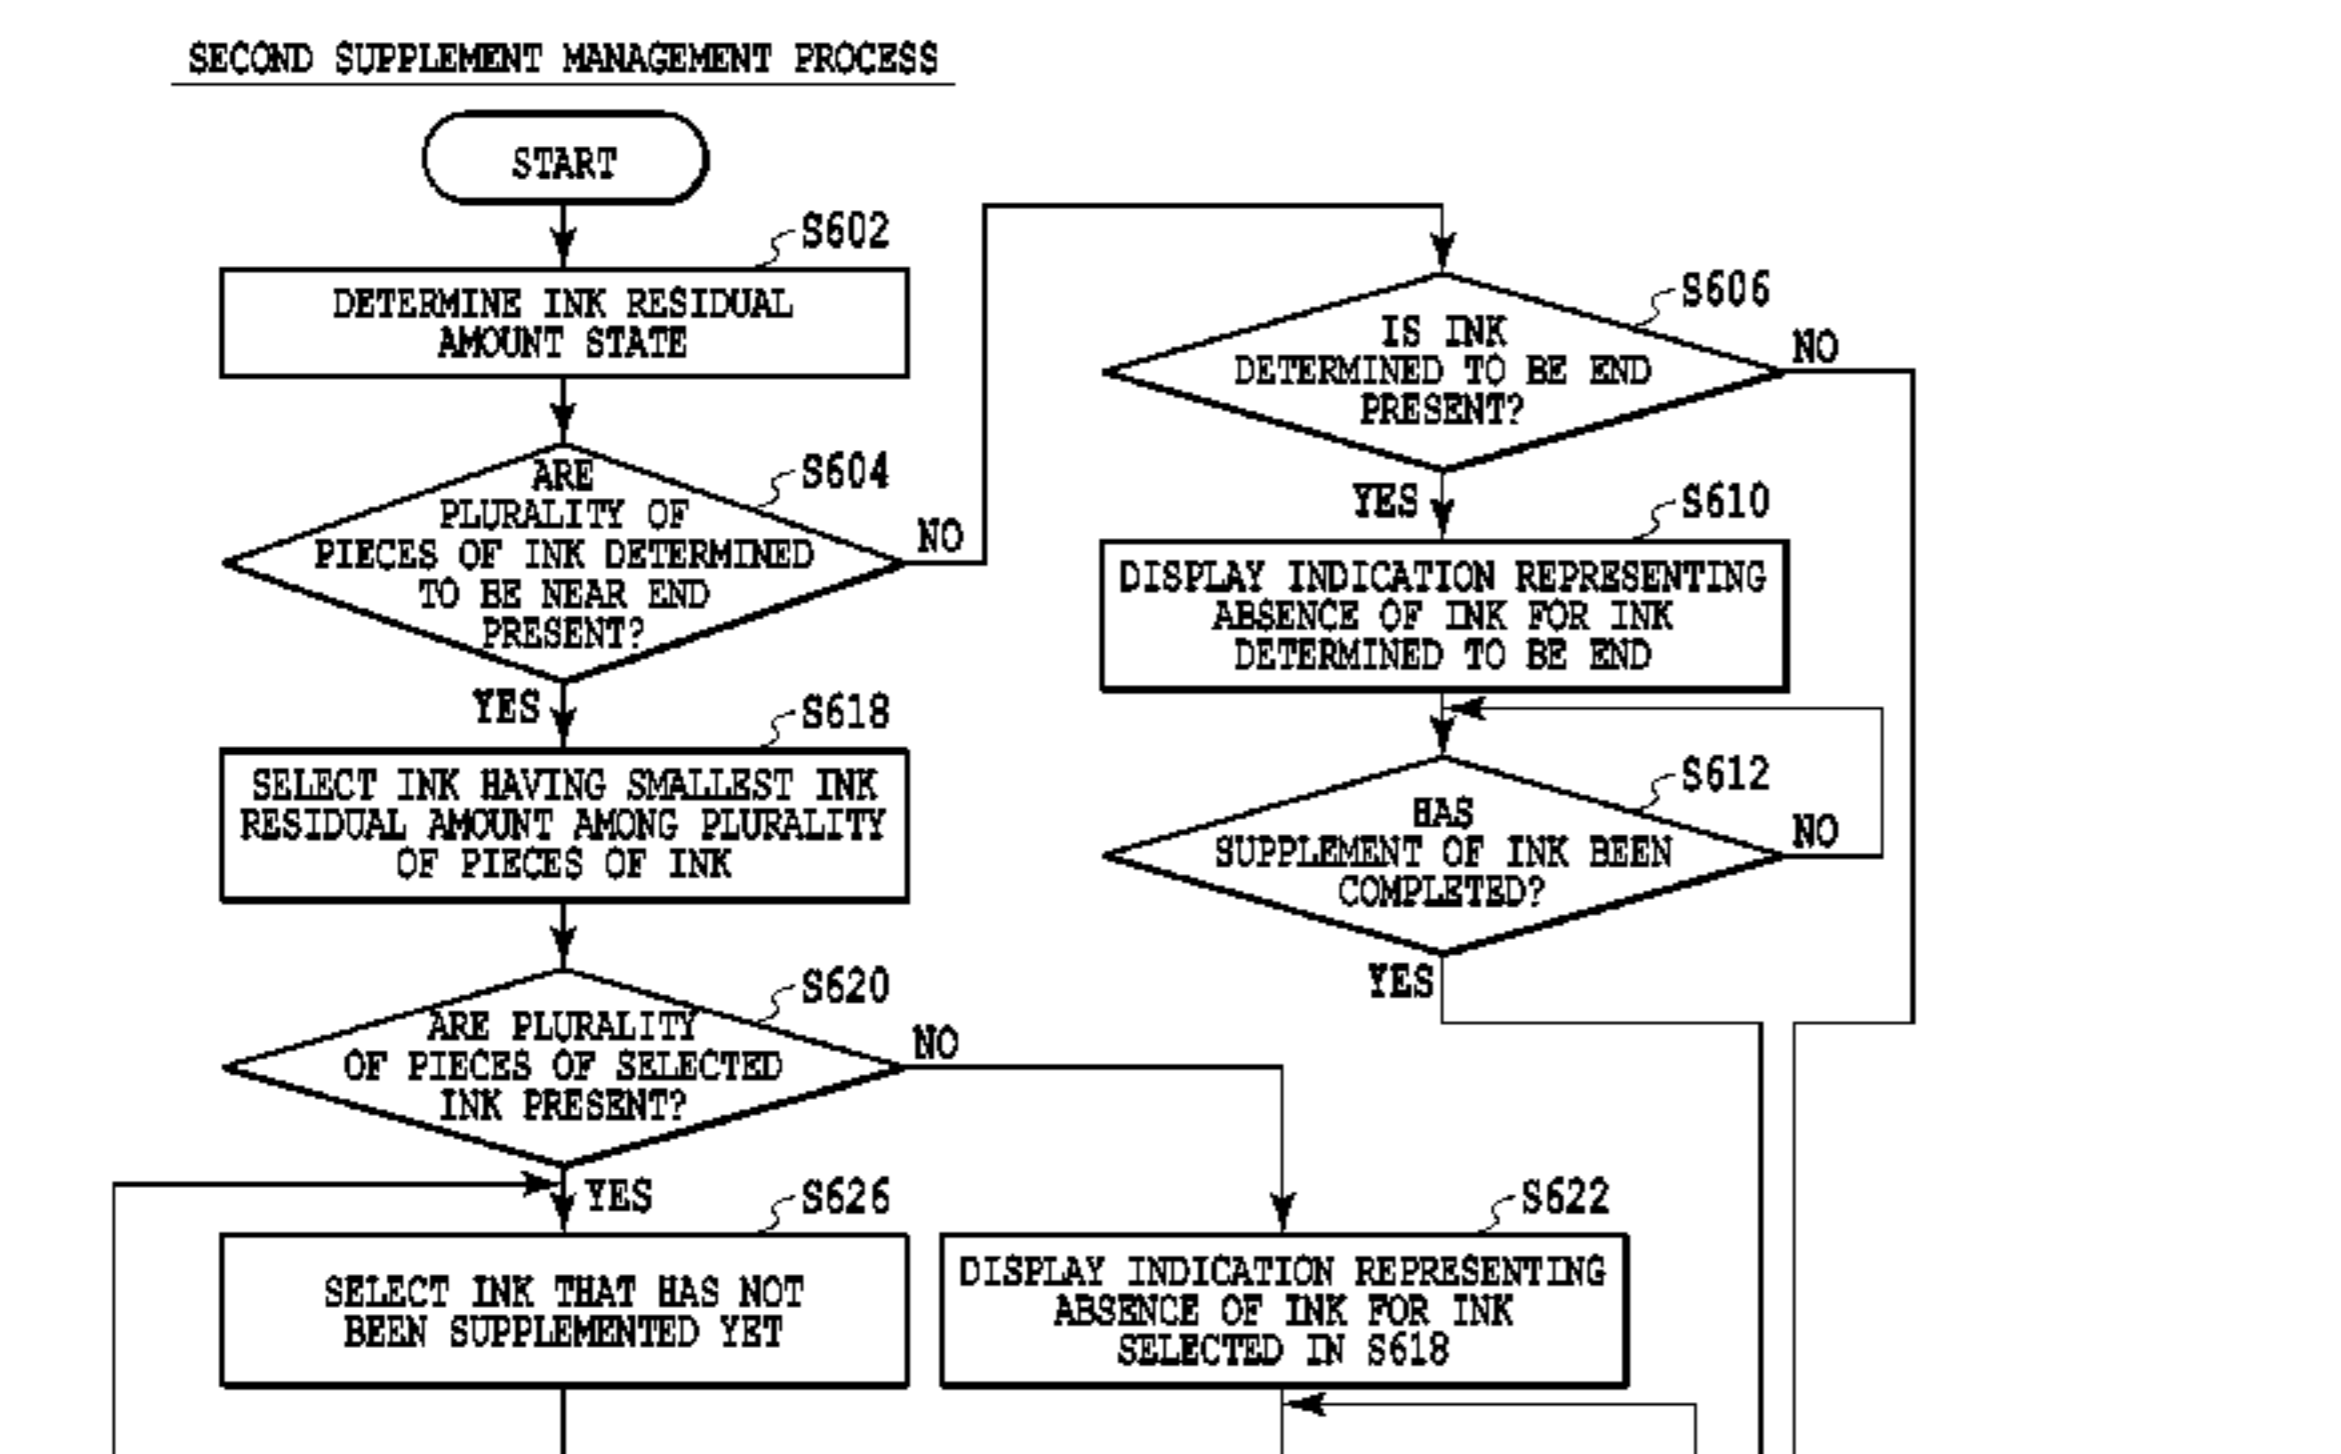 SECOND SUPPLEMENT MANAGEMENT PROCESS
START
S602
DETERMINE INK RESIDUAL
AMOUNT STATE
S604
ARE
PLURALITY OF
PIECES OF INK DETERMINED
TO BE NEAR END
PRESENT?
NO
YES
S618
SELECT INK HAVING SMALLEST INK
RESIDUAL AMOUNT AMONG PLURALITY
OF PIECES OF INK
S620
ARE PLURALITY
OF PIECES OF SELECTED
INK PRESENT?
NO
YES
S626
SELECT INK THAT HAS NOT
BEEN SUPPLEMENTED YET
S606
IS INK
DETERMINED TO BE END
PRESENT?
NO
YES
S610
DISPLAY INDICATION REPRESENTING
ABSENCE OF INK FOR INK
DETERMINED TO BE END
S612
HAS
SUPPLEMENT OF INK BEEN
COMPLETED?
NO
YES
S622
DISPLAY INDICATION REPRESENTING
ABSENCE OF INK FOR INK
SELECTED IN S618